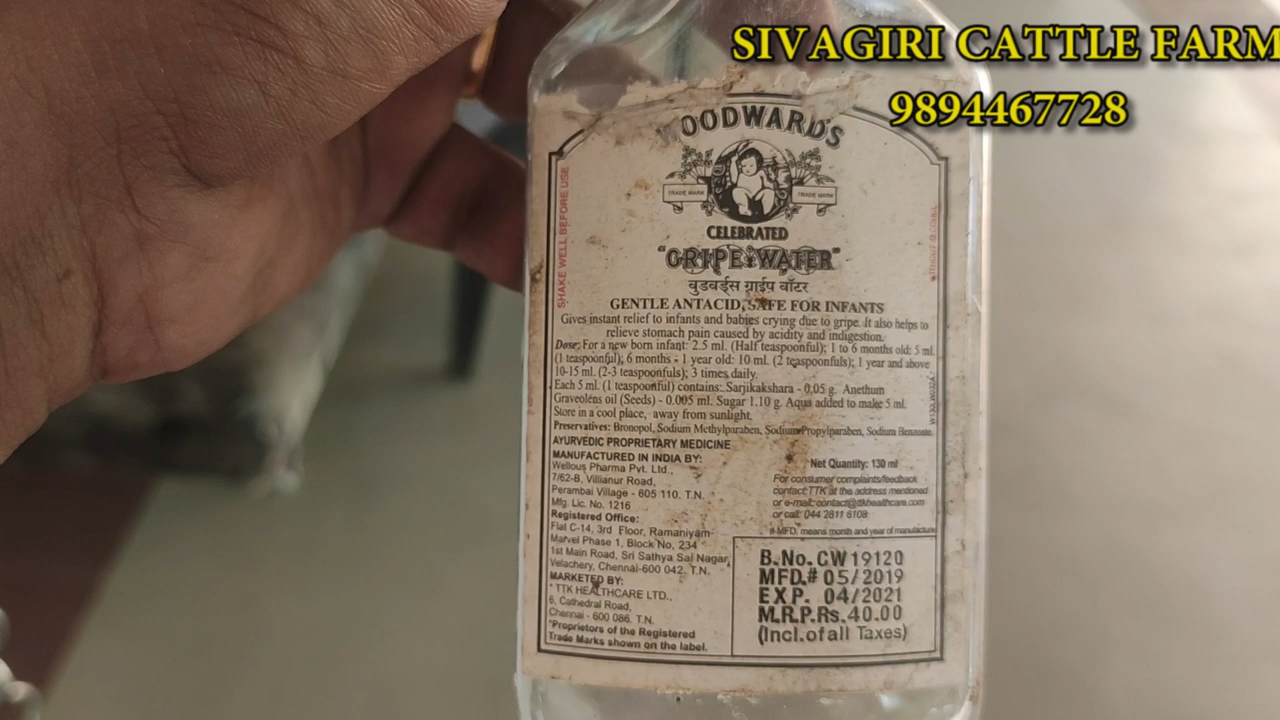 SIVAGIRI CATTLE FARM
9894467728
WOODWARD'S
TRADE MARK
TRADE MARK
CELEBRATED
"GRIPE WATER"
वुडवर्ड्स ग्राईप वॉटर
SHAKE WELL BEFORE USE
WITHOUT ALCOHOL
GENTLE ANTACID, SAFE FOR INFANTS
Gives instant relief to infants and babies crying due to gripe. It also helps to
relieve stomach pain caused by acidity and indigestion.
Dose: For a new born infant: 2.5 ml. (Half teaspoonful); 1 to 6 months old: 5 ml.
(1 teaspoonful); 6 months - 1 year old: 10 ml. (2 teaspoonfuls); 1 year and above
10-15 ml. (2-3 teaspoonfuls); 3 times daily.
Each 5 ml. (1 teaspoonful) contains: Sarjikakshara - 0.05 g. Anethum
Graveolens oil (Seeds) - 0.005 ml. Sugar 1.10 g. Aqua added to make 5 ml.
Store in a cool place, away from sunlight.
Preservatives: Bronopol, Sodium Methylparaben, Sodium Propylparaben, Sodium Benzoate.
AYURVEDIC PROPRIETARY MEDICINE
MANUFACTURED IN INDIA BY:
Wellous Pharma Pvt. Ltd.,
7/62-B, Villianur Road,
Perambai Village - 605 110. T.N.
Mfg. Lic. No. 1216
Registered Office:
Flat C-14, 3rd Floor, Ramaniyam-
Marvel Phase 1, Block No, 234
1st Main Road, Sri Sathya Sai Nagar,
Velachery, Chennai-600 042. T.N.
MARKETED BY:
* TTK HEALTHCARE LTD.,
6, Cathedral Road,
Chennai - 600 086. T.N.
*Proprietors of the Registered
Trade Marks shown on the label.
Net Quantity: 130 ml
For consumer complaints/feedback
contact TTK at the address mentioned
or e-mail: contact@ttkhealthcare.com
or call: 044 2811 6108
#-MFD. means month and year of manufacture
B.No. CW 19120
MFD.# 05/2019
EXP. 04/2021
M.R.P.Rs. 40.00
(Incl.of all Taxes)